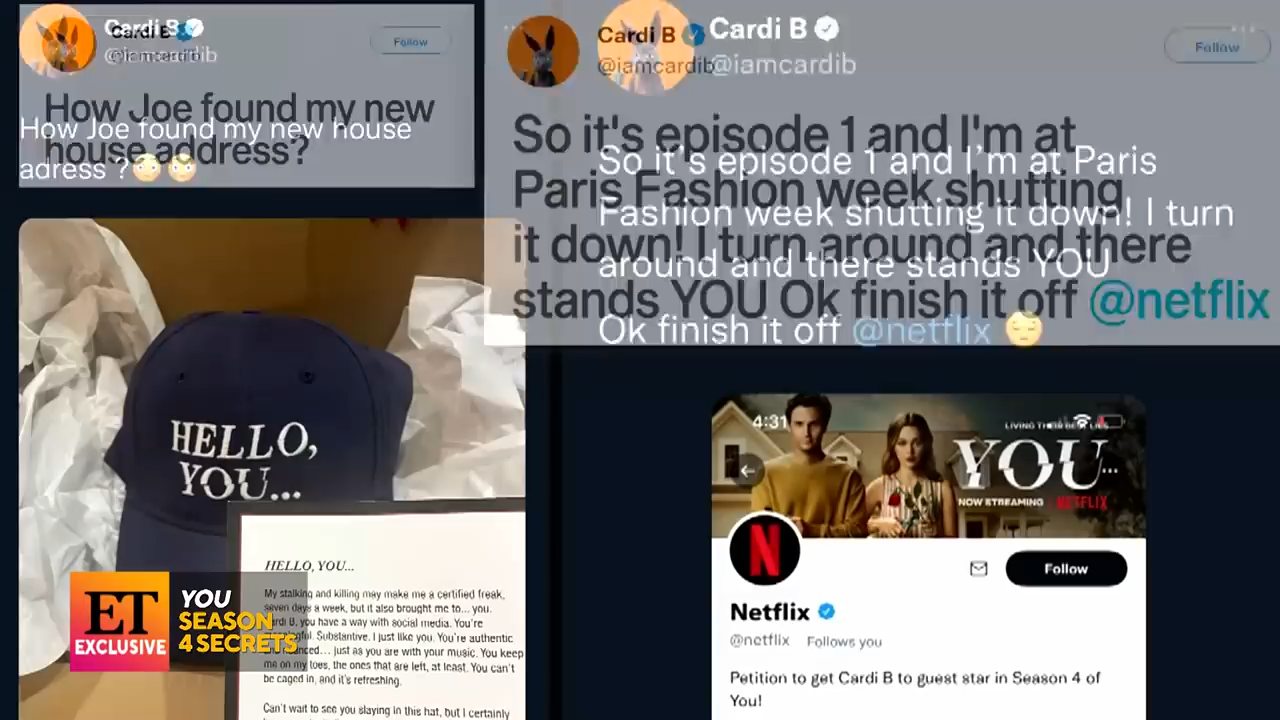 Cardi B
@iamcardib
Follow
How Joe found my new
house address?
How Joe found my new house
adress ?
Cardi B
@iamcardib
Cardi B
@iamcardib
Follow
So it's episode 1 and I'm at
Paris Fashion week shutting
it down! I turn around and there
stands YOU Ok finish it off @netflix
So it's episode 1 and I'm at Paris
Fashion week shutting it down! I turn
around and there stands YOU
Ok finish it off @netflix
HELLO,
YOU...
HELLO, YOU...
My stalking and killing may make me a certified freak,
seven days a week, but it also brought me to... you.
Cardi B, you have a way with social media. You're
Substantive. I just like you. You're authentic
just as you are with your music. You keep
me on my toes, the ones that are left, at least. You can't
be caged in, and it's refreshing.
Can't wait to see you slaying in this hat, but I certainly
ET
EXCLUSIVE
YOU
SEASON
4 SECRETS
4:31
LIVING THEIR BEST LIES
YOU
NOW STREAMING NETFLIX
N
Follow
Netflix
@netflix Follows you
Petition to get Cardi B to guest star in Season 4 of
You!